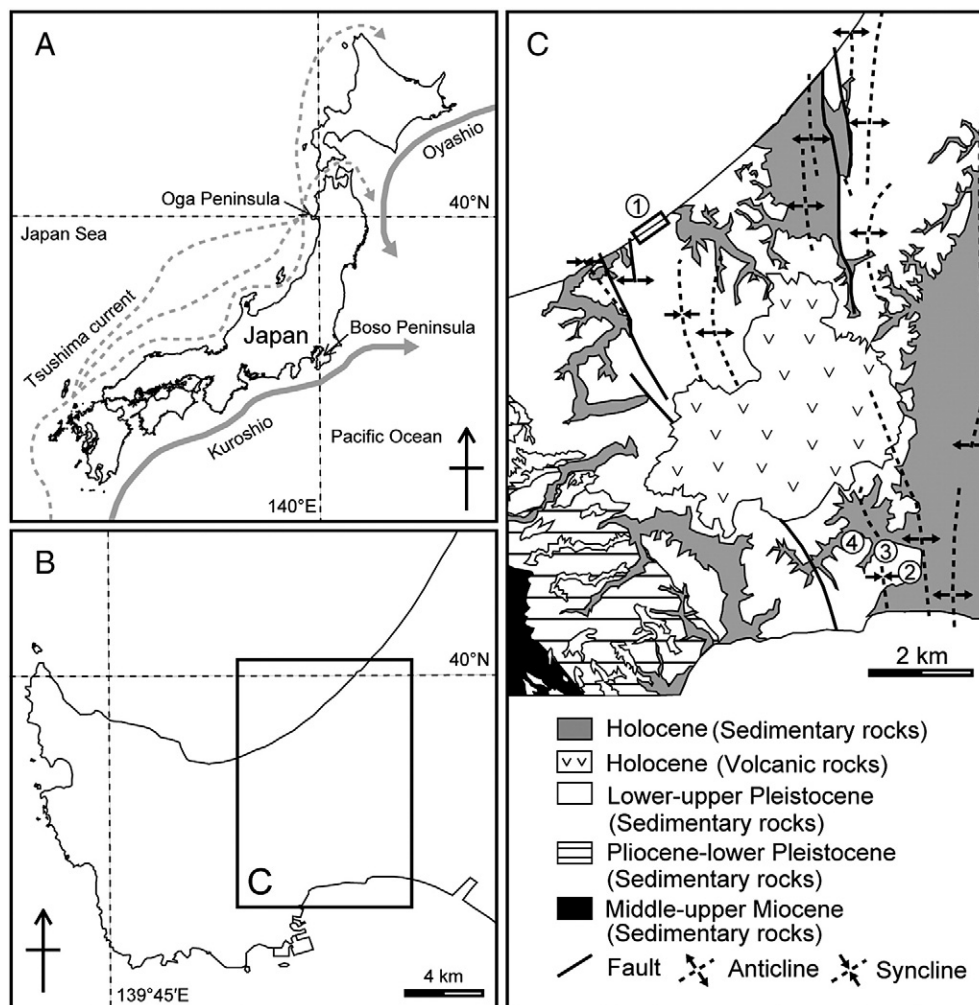 A
Oyashio
Oga Peninsula
40°N
Japan Sea
Tsushima current
Japan
Boso Peninsula
Kuroshio
Pacific Ocean
140°E
B
40°N
C
4 km
139°45′E
C
①
④
③
②
2 km
Holocene (Sedimentary rocks)
Holocene (Volcanic rocks)
Lower-upper Pleistocene
(Sedimentary rocks)
Pliocene-lower Pleistocene
(Sedimentary rocks)
Middle-upper Miocene
(Sedimentary rocks)
Fault
Anticline
Syncline